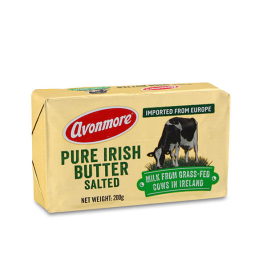 avonmore
IMPORTED FROM EUROPE
PURE IRISH
BUTTER
SALTED
NET WEIGHT: 200g
MILK FROM GRASS-FED
COWS IN IRELAND